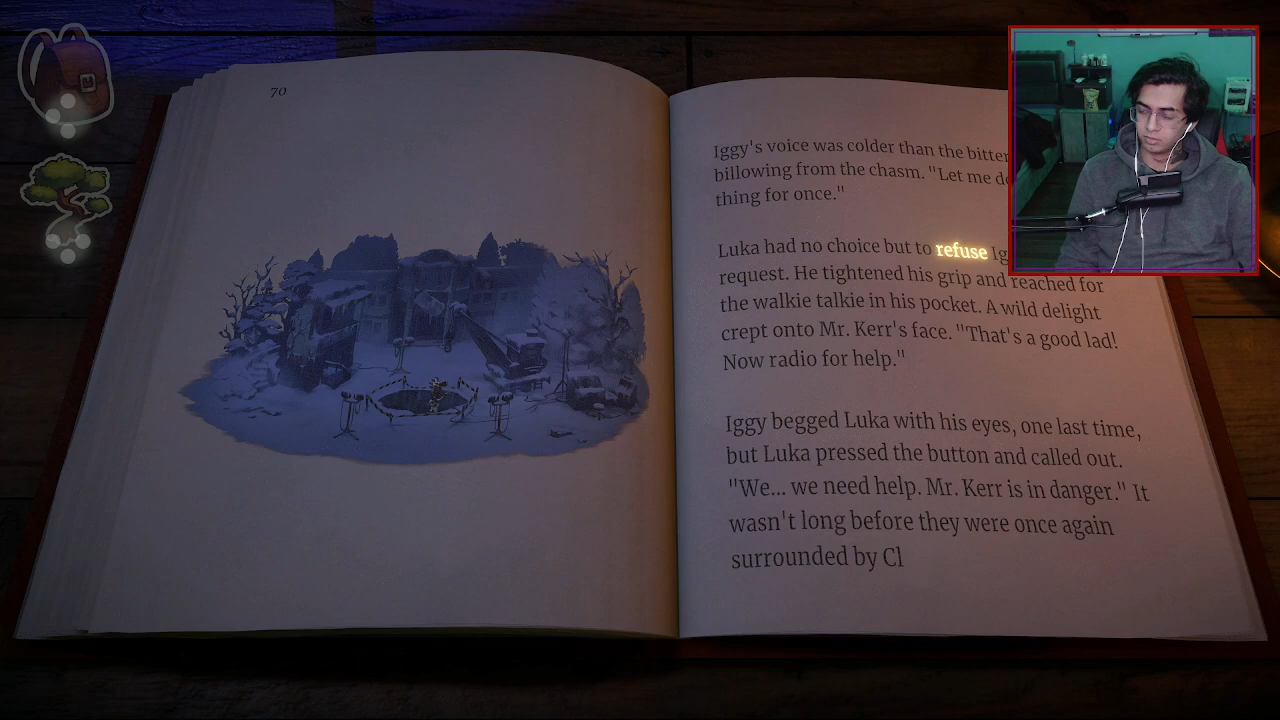 70
Iggy's voice was colder than the bitter
billowing from the chasm. "Let me do
thing for once."
Luka had no choice but to refuse Ig
request. He tightened his grip and reached for
the walkie talkie in his pocket. A wild delight
crept onto Mr. Kerr's face. "That's a good lad!
Now radio for help."
Iggy begged Luka with his eyes, one last time,
but Luka pressed the button and called out.
"We... we need help. Mr. Kerr is in danger." It
wasn't long before they were once again
surrounded by Cl